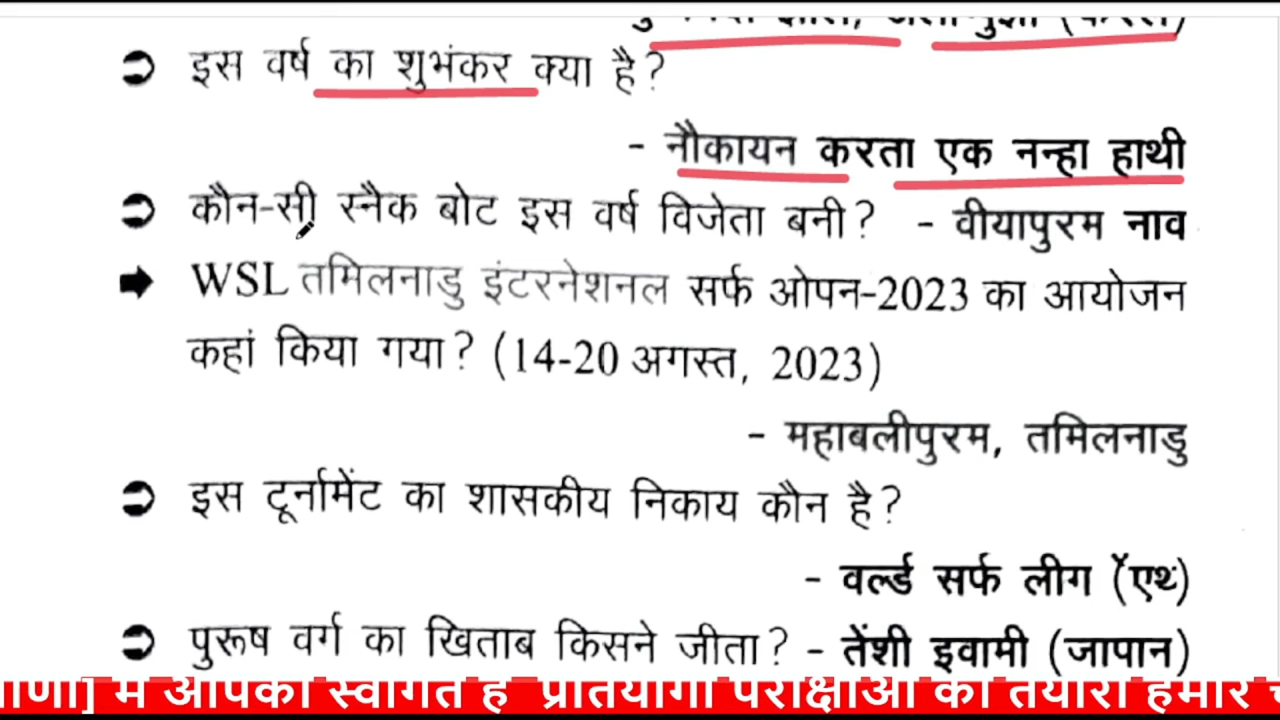 ➲ इस वर्ष का शुभंकर क्या है?
- नौकायन करता एक नन्हा हाथी
➲ कौन-सी स्नैक बोट इस वर्ष विजेता बनी? - वीयापुरम नाव
➡ WSL तमिलनाडु इंटरनेशनल सर्फ ओपन-2023 का आयोजन
कहां किया गया? (14-20 अगस्त, 2023)
- महाबलीपुरम, तमिलनाडु
➲ इस टूर्नामेंट का शासकीय निकाय कौन है?
- वर्ल्ड सर्फ लीग
➲ पुरूष वर्ग का खिताब किसने जीता? - तेंशी इवामी (जापान)
में आपका स्वागत है प्रतियोगी परीक्षाओं की तैयारी हमारे